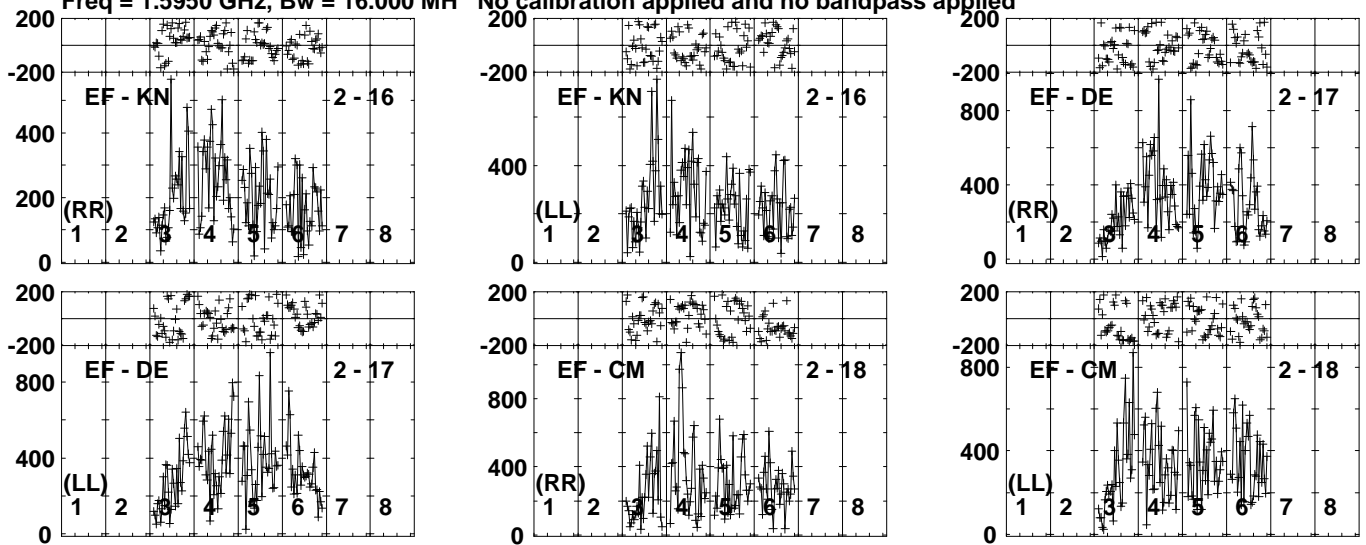 Freq = 1.5950 GHz, Bw = 16.000 MH No calibration applied and no bandpass applied
200
-200
EF - KN 2 - 16
400
200
0
(RR)
1 2 3 4 5 6 7 8
200
-200
EF - KN 2 - 16
400
0
(LL)
1 2 3 4 5 6 7 8
200
-200
EF - DE 2 - 17
800
400
0
(RR)
1 2 3 4 5 6 7 8
200
-200
EF - DE 2 - 17
800
400
0
(LL)
1 2 3 4 5 6 7 8
200
-200
EF - CM 2 - 18
800
400
0
(RR)
1 2 3 4 5 6 7 8
200
-200
EF - CM 2 - 18
800
400
0
(LL)
1 2 3 4 5 6 7 8